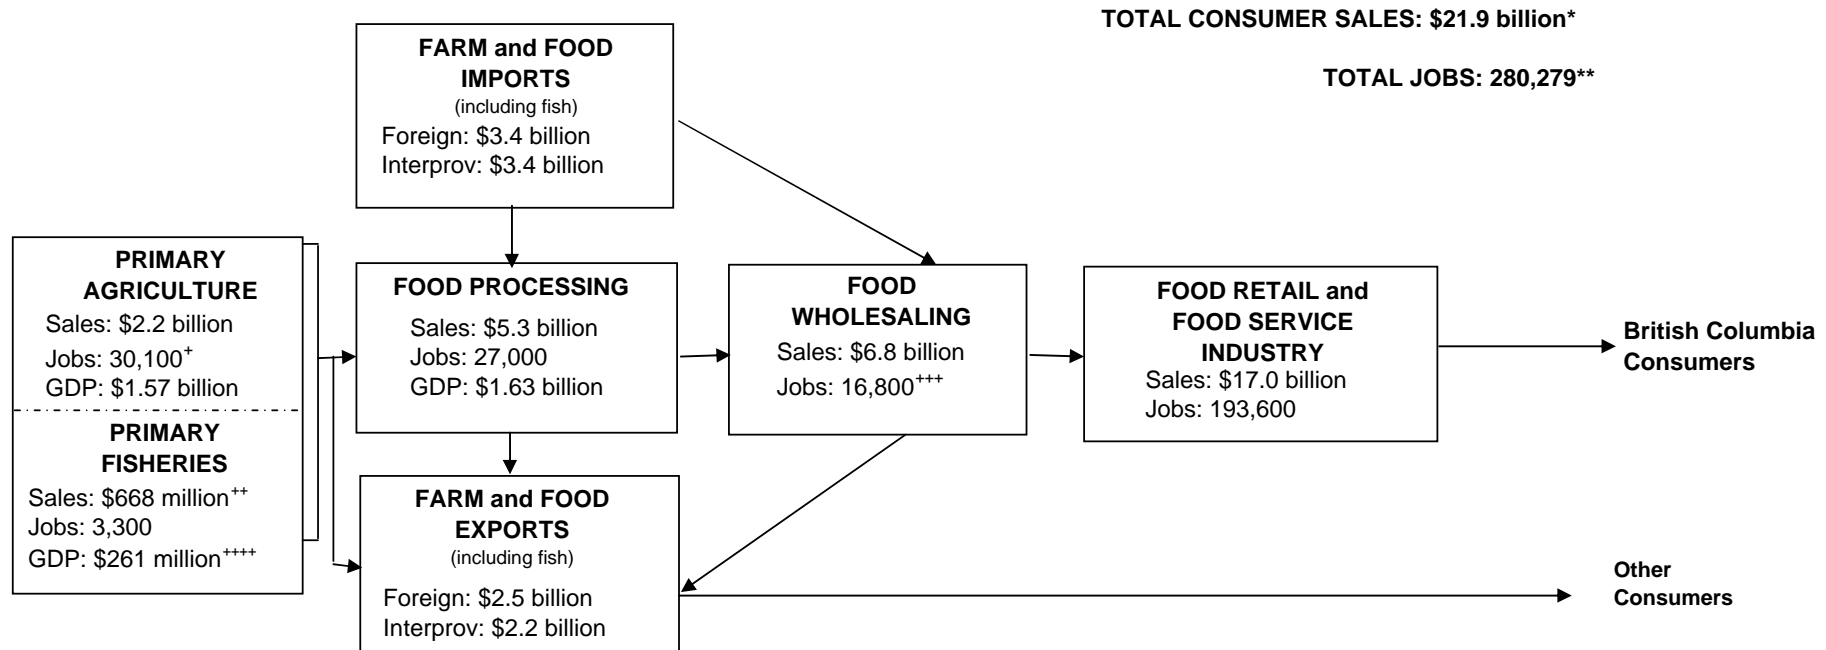 TOTAL CONSUMER SALES: $21.9 billion*
TOTAL JOBS: 280,279**
FARM and FOOD
IMPORTS
(including fish)
Foreign: $3.4 billion
Interprov: $3.4 billion
PRIMARY
AGRICULTURE
Sales: $2.2 billion
Jobs: 30,100+
GDP: $1.57 billion
PRIMARY
FISHERIES
Sales: $668 million++
Jobs: 3,300
GDP: $261 million++++
FOOD PROCESSING
Sales: $5.3 billion
Jobs: 27,000
GDP: $1.63 billion
FARM and FOOD
EXPORTS
(including fish)
Foreign: $2.5 billion
Interprov: $2.2 billion
FOOD
WHOLESALING
Sales: $6.8 billion
Jobs: 16,800+++
FOOD RETAIL and
FOOD SERVICE
INDUSTRY
Sales: $17.0 billion
Jobs: 193,600
British Columbia
Consumers
Other
Consumers